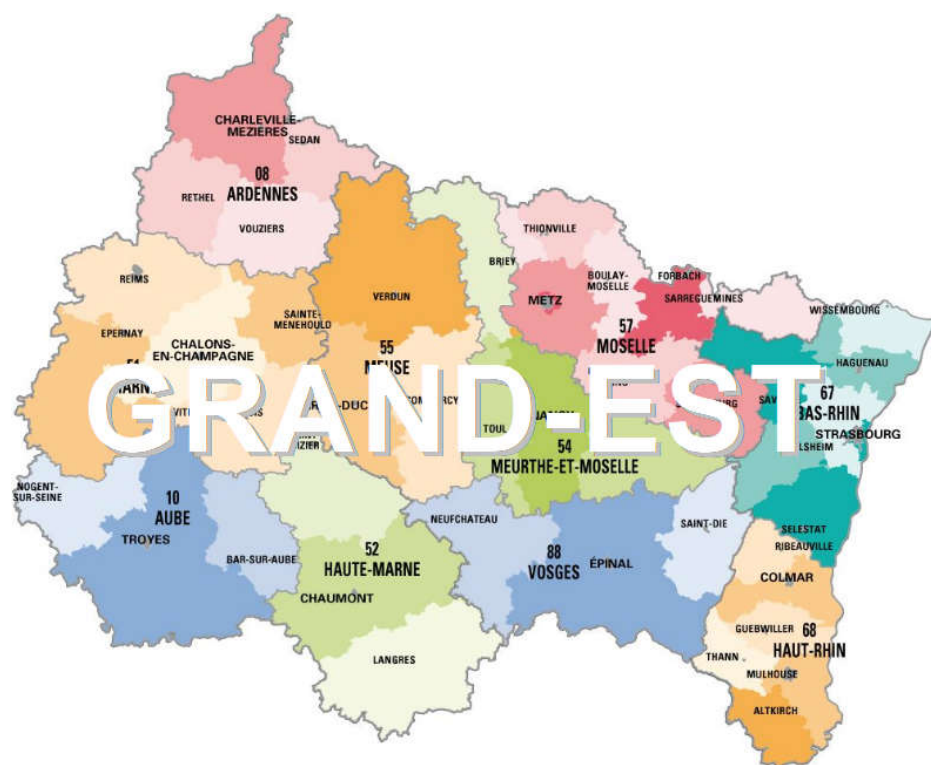 CHARLEVILLE-
MEZIÈRES
SEDAN
08
ARDENNES
RETHEL
VOUZIERS
REIMS
EPERNAY
CHALONS-
EN-CHAMPAGNE
SAINTE-
MENEHOULD
VERDUN
55
MEUSE
BRIEY
THIONVILLE
METZ
BOULAY-
MOSELLE
FORBACH
SARREGUEMINES
57
MOSELLE
WISSEMBOURG
HAGUENAU
67
BAS-RHIN
STRASBOURG
GRAND-EST
TOUL
54
MEURTHE-ET-MOSELLE
NOGENT-
SUR-SEINE
10
AUBE
TROYES
BAR-SUR-AUBE
52
HAUTE-MARNE
CHAUMONT
LANGRES
NEUFCHATEAU
88
VOSGES
ÉPINAL
SAINT-DIE
SELESTAT
RIBEAUVILLE
COLMAR
GUEBWILLER
68
HAUT-RHIN
THANN
MULHOUSE
ALTKIRCH